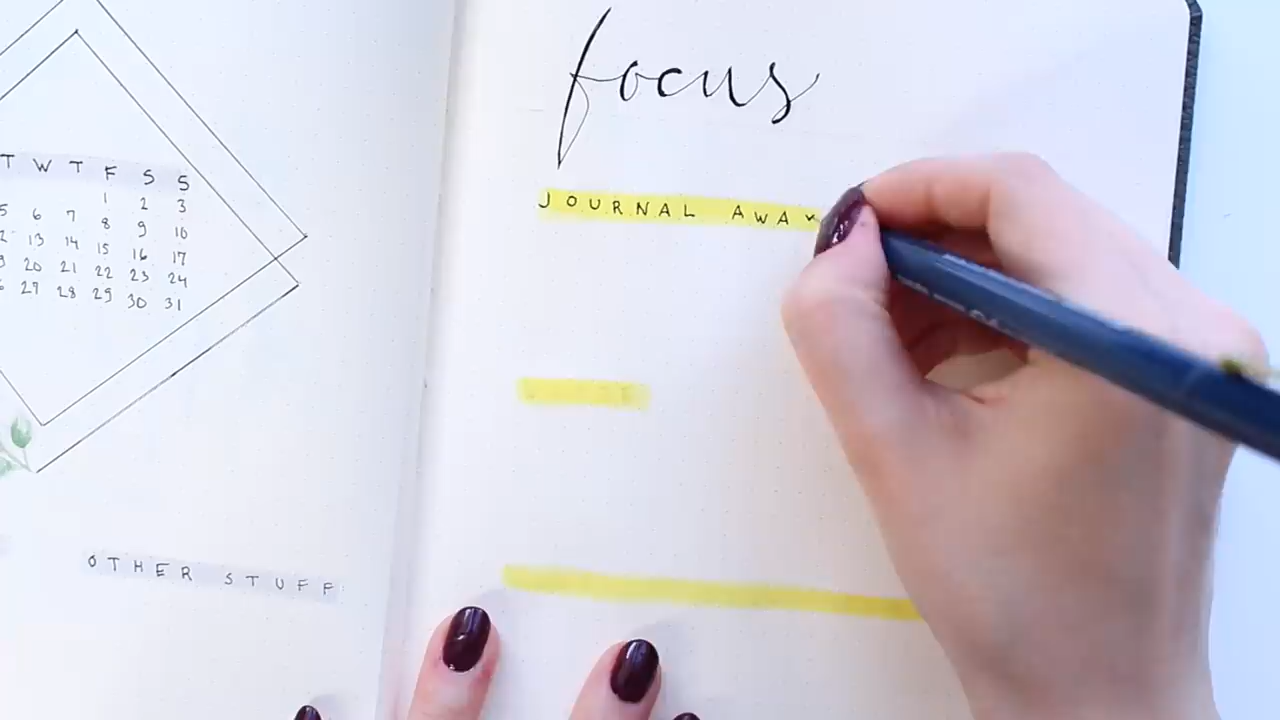 T W T F S S
1 2 3
5 6 7 8 9 10
13 14 15 16 17
20 21 22 23 24
27 28 29 30 31
OTHER STUFF
focus
JOURNAL